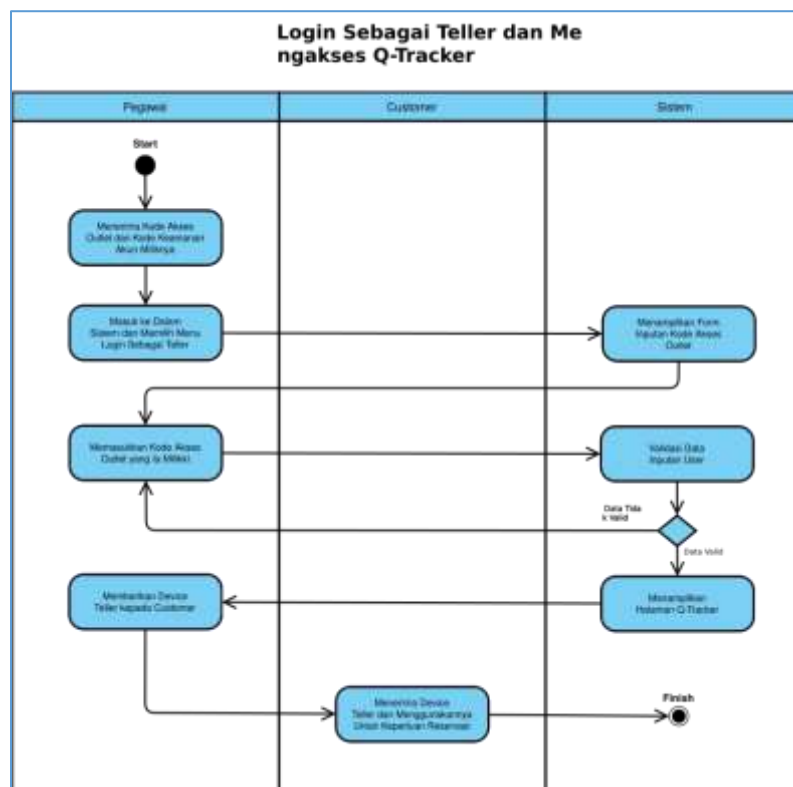 Login Sebagai Teller dan Me
ngakses Q-Tracker
Pegawai
Customer
Sistem
Start
Menerima Kode Akses
Outlet dan Kode Keamanan
Akun Miliknya
Masuk ke Dalam
Sistem dan Memilih Menu
Login Sebagai Teller
Menampilkan Form
Inputan Kode Akses
Outlet
Memasukkan Kode Akses
Outlet yang Ia Miliki
Validasi Data
Inputan User
Data Tida
k Valid
Data Valid
Memberikan Device
Teller kepada Customer
Menampilkan
Halaman Q-Tracker
Menerima Device
Teller dan Menggunakannya
Untuk Keperluan Reservasi
Finish